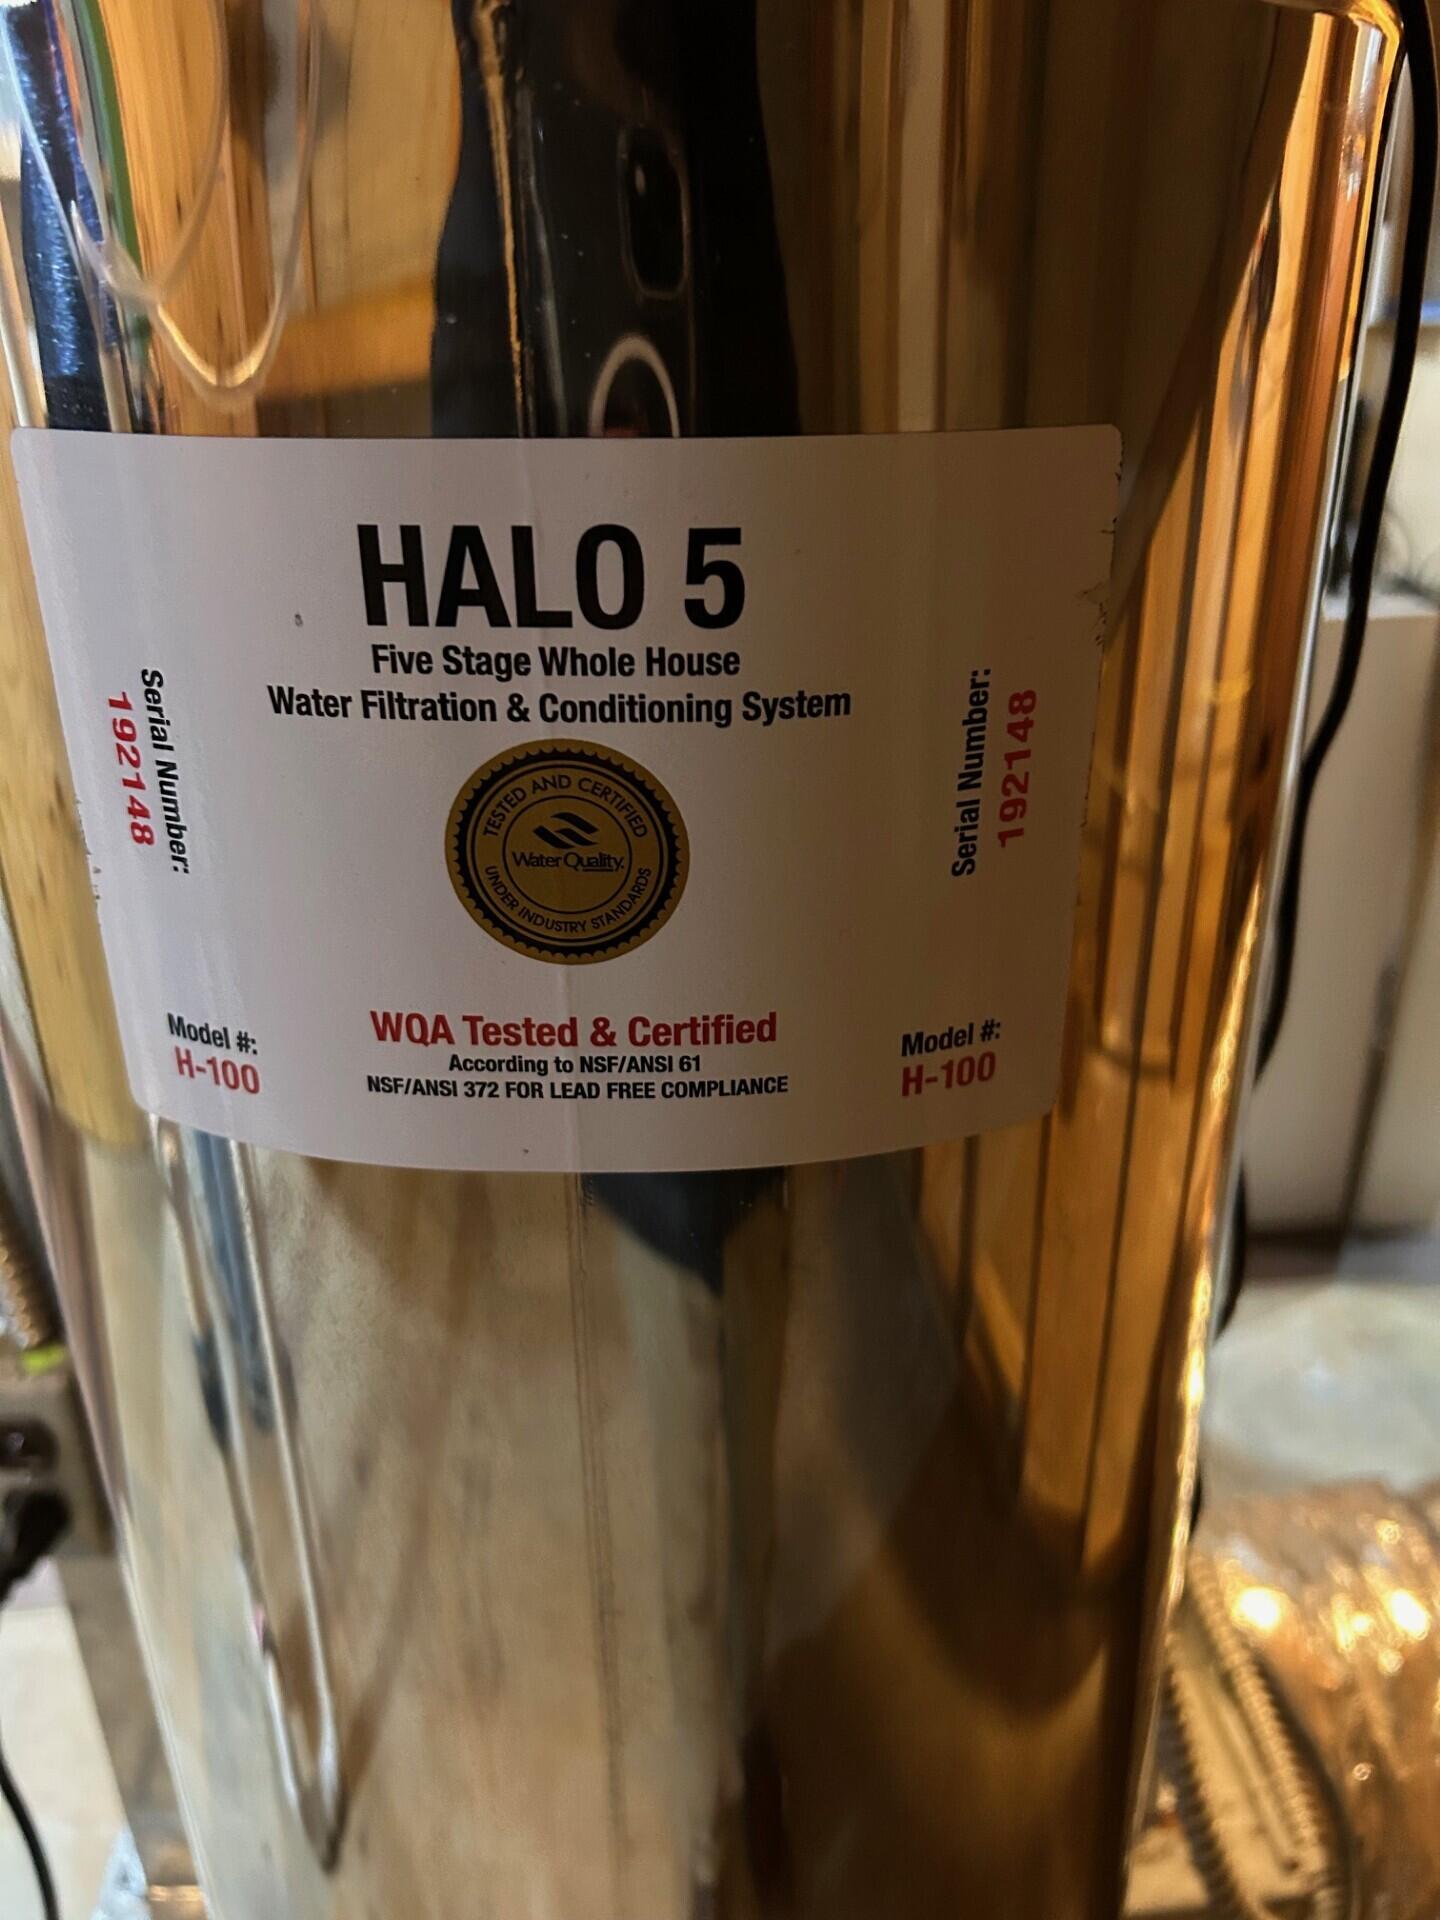 HALO 5
Five Stage Whole House
Water Filtration & Conditioning System
Serial Number:
192148
TESTED AND CERTIFIED
Water Quality
UNDER INDUSTRY STANDARDS
Serial Number:
192148
Model #:
H-100
WQA Tested & Certified
According to NSF/ANSI 61
NSF/ANSI 372 FOR LEAD FREE COMPLIANCE
Model #:
H-100